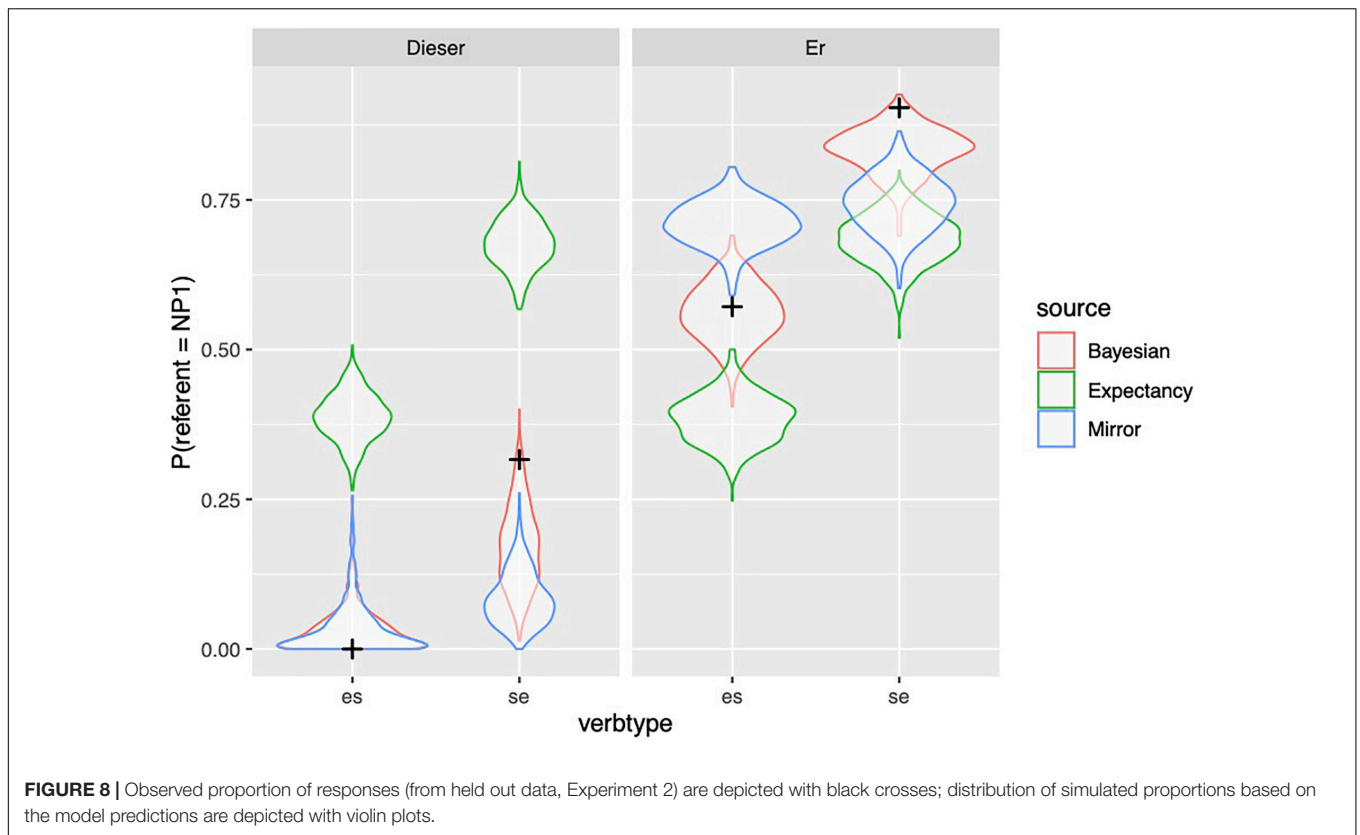 Dieser
Er
0.75
0.50
0.25
0.00
P(referent = NP1)
es
se
es
se
verbtype
source
Bayesian
Expectancy
Mirror
FIGURE 8 | Observed proportion of responses (from held out data, Experiment 2) are depicted with black crosses; distribution of simulated proportions based on
the model predictions are depicted with violin plots.